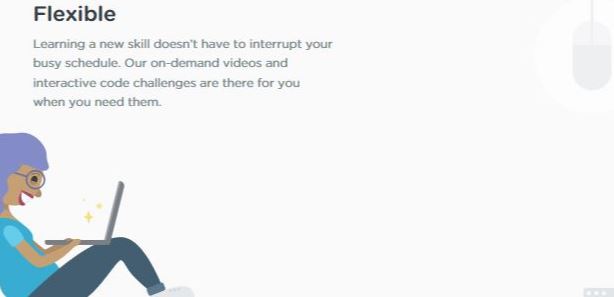 Flexible
Learning a new skill doesn't have to interrupt your
busy schedule. Our on-demand videos and
interactive code challenges are there for you
when you need them.